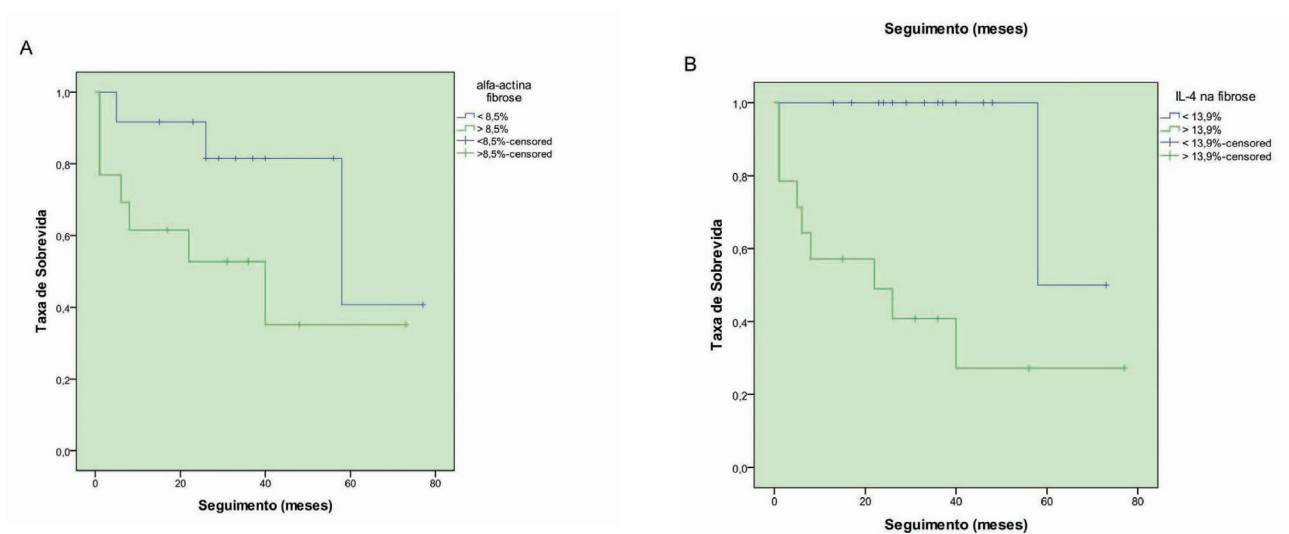 A
alfa-actina
fibrose
< 8,5%
> 8,5%
<8,5%-censored
>8,5%-censored
Taxa de Sobrevida
1,0
0,8
0,6
0,4
0,2
0,0
0 20 40 60 80
Seguimento (meses)
Seguimento (meses)
B
IL-4 na fibrose
< 13,9%
> 13,9%
< 13,9%-censored
> 13,9%-censored
Taxa de Sobrevida
1,0
0,8
0,6
0,4
0,2
0,0
0 20 40 60 80
Seguimento (meses)